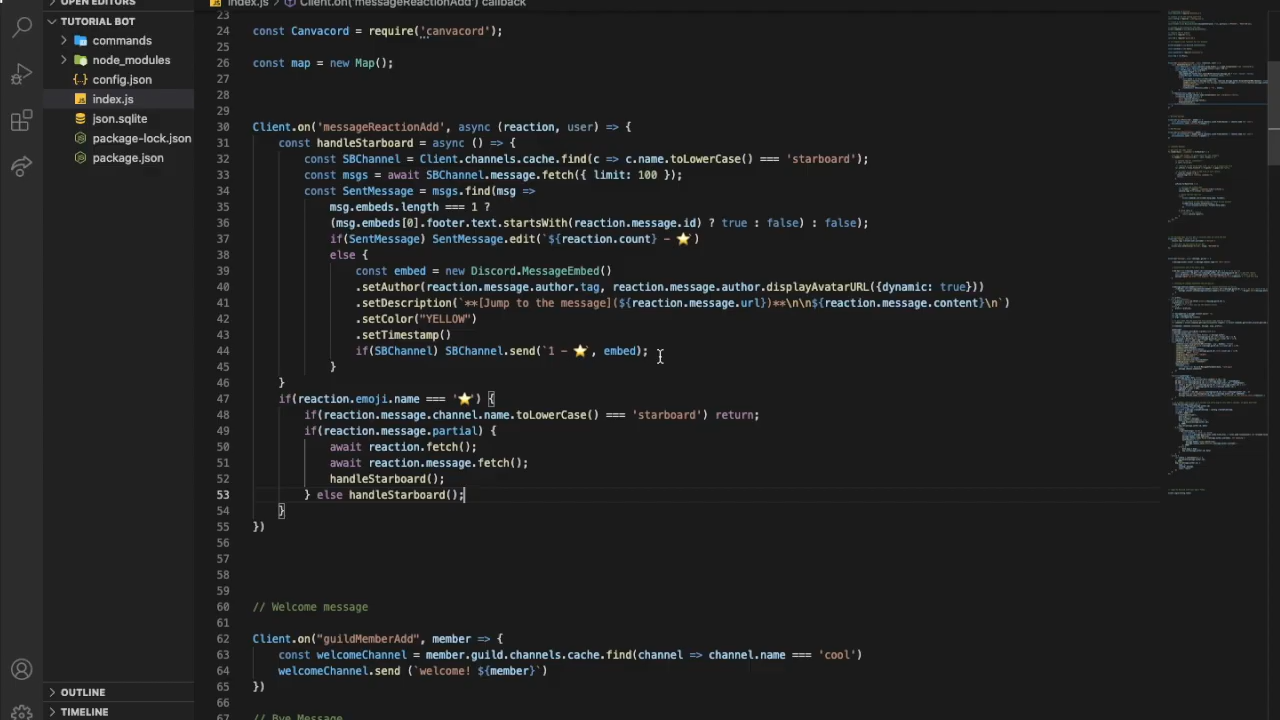 OPEN EDITORS
TUTORIAL BOT
commands
node_modules
config.json
index.js
json.sqlite
package-lock.json
package.json
OUTLINE
TIMELINE
index.js > Client.on("messageReactionAdd") callback
23
24 const Canvacord = require('canvacord');
25
26 const map = new Map();
27
28
29
30 Client.on('messageReactionAdd', async (reaction, user) => {
31 const handleStarboard = async () => {
32 const SBChannel = Client.channels.cache.find(c => c.name.toLowerCase() === 'starboard');
33 const msgs = await SBChannel.message.fetch({ limit: 100 });
34 const SentMessage = msgs.find(msg =>
35 msg.embeds.length === 1 ?
36 (msg.embeds[0].footer.text.startsWith(reaction.message.id) ? true : false) : false);
37 if(SentMessage) SentMessage.edit(`${reaction.count} - ⭐`)
38 else {
39 const embed = new Discord.MessageEmbed()
40 .setAuthor(reaction.message.author.tag, reaction.message.author.displayAvatarURL({dynamic: true}))
41 .setDescription(`**[Jump to the message](${reaction.message.url})**\n\n${reaction.message.content}\n`)
42 .setColor("YELLOW")
43 .setTimestamp()
44 if(SBChannel) SBChannel.send(`1 - ⭐`, embed);
45 }
46 }
47 if(reaction.emoji.name === '⭐') {
48 if(reaction.message.channel.name.toLowerCase() === 'starboard') return;
49 if(reaction.message.partial) {
50 await reaction.fetch();
51 await reaction.message.fetch();
52 handleStarboard();
53 } else handleStarboard();
54 }
55 })
56
57
58
59
60 // Welcome message
61
62 Client.on("guildMemberAdd", member => {
63 const welcomeChannel = member.guild.channels.cache.find(channel => channel.name === 'cool')
64 welcomeChannel.send (`welcome! ${member}`)
65 })
66
67 // Bye Message